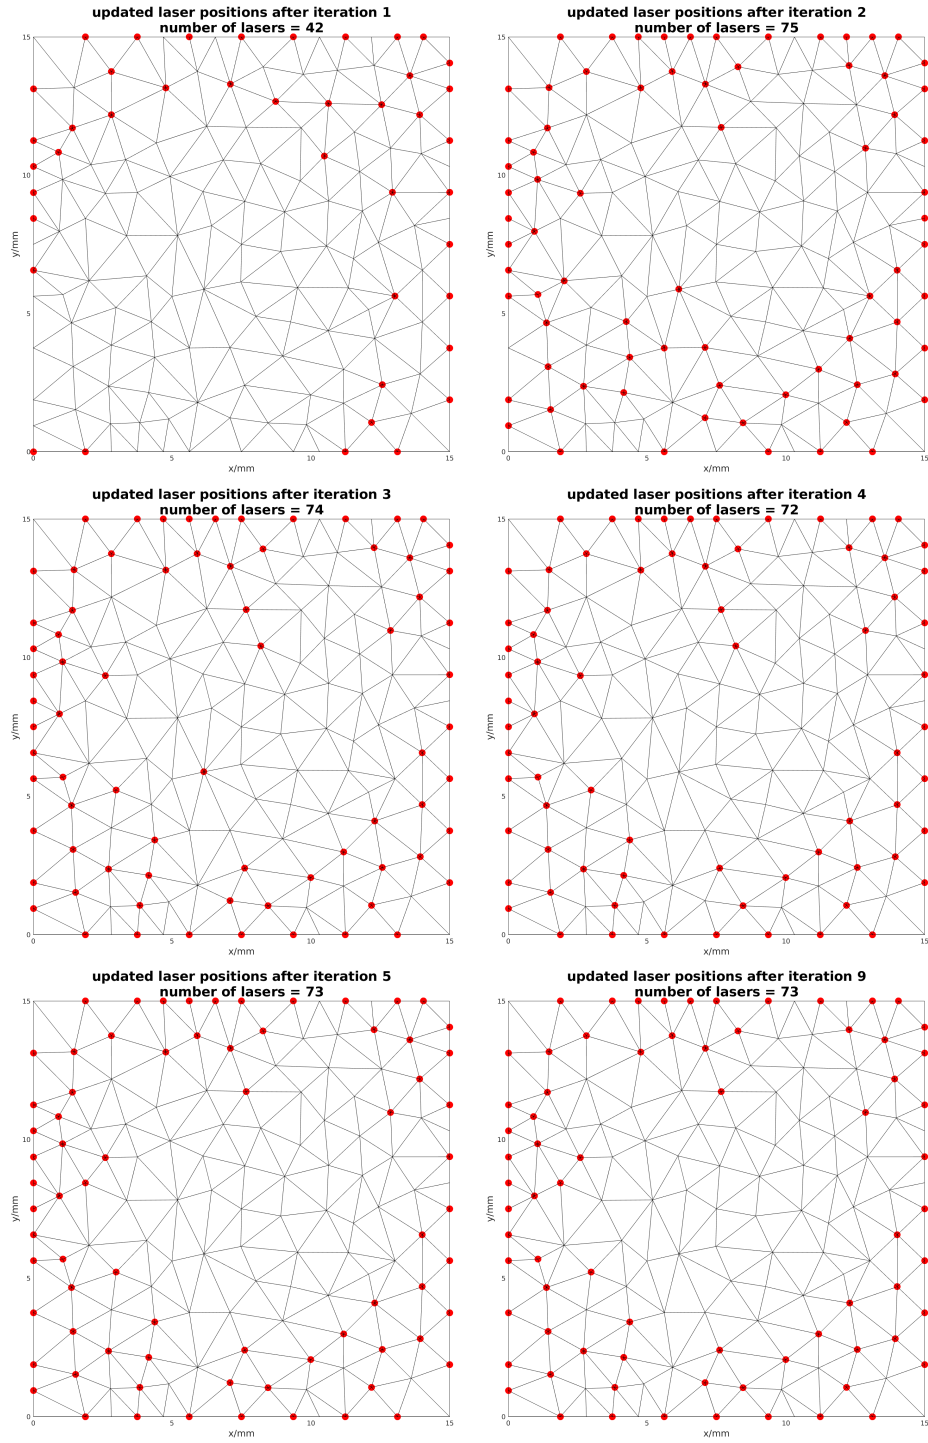 updated laser positions after iteration 1
number of lasers = 42
15
10
y/mm
5
0
0
5
10
15
x/mm
updated laser positions after iteration 2
number of lasers = 75
15
10
y/mm
5
0
0
5
10
15
x/mm
updated laser positions after iteration 3
number of lasers = 74
15
10
y/mm
5
0
0
5
10
15
x/mm
updated laser positions after iteration 4
number of lasers = 72
15
10
y/mm
5
0
0
5
10
15
x/mm
updated laser positions after iteration 5
number of lasers = 73
15
10
y/mm
5
0
0
5
10
15
x/mm
updated laser positions after iteration 9
number of lasers = 73
15
10
y/mm
5
0
0
5
10
15
x/mm